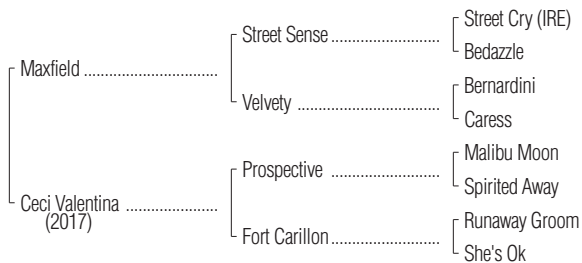 Street Cry (IRE)
Street Sense
Bedazzle
Maxfield
Bernardini
Velvety
Caress
Malibu Moon
Prospective
Spirited Away
Ceci Valentina
(2017)
Runaway Groom
Fort Carillon
She's Ok